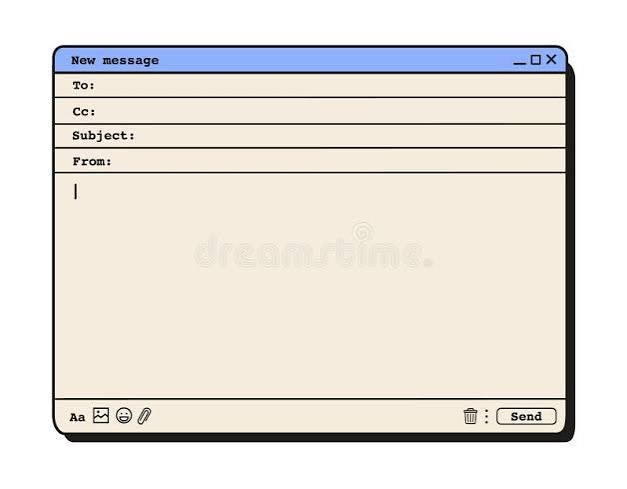 New message
To:
Cc:
Subject:
From:
dreamstime.
Aa
Send